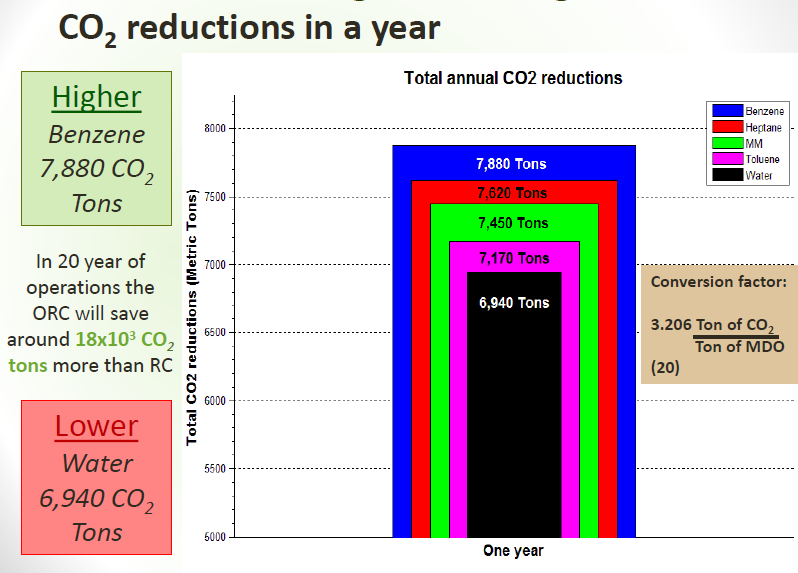 CO2 reductions in a year
Higher
Benzene
7,880 CO2
Tons
In 20 year of
operations the
ORC will save
around 18x10³ CO2
tons more than RC
Lower
Water
6,940 CO2
Tons
Total annual CO2 reductions
Total CO2 reductions (Metric Tons)
8000
7500
7000
6500
6000
5500
5000
7,880 Tons
7,620 Tons
7,450 Tons
7,170 Tons
6,940 Tons
One year
Benzene
Heptane
MM
Toluene
Water
Conversion factor:
3.206 Ton of CO2
Ton of MDO
(20)